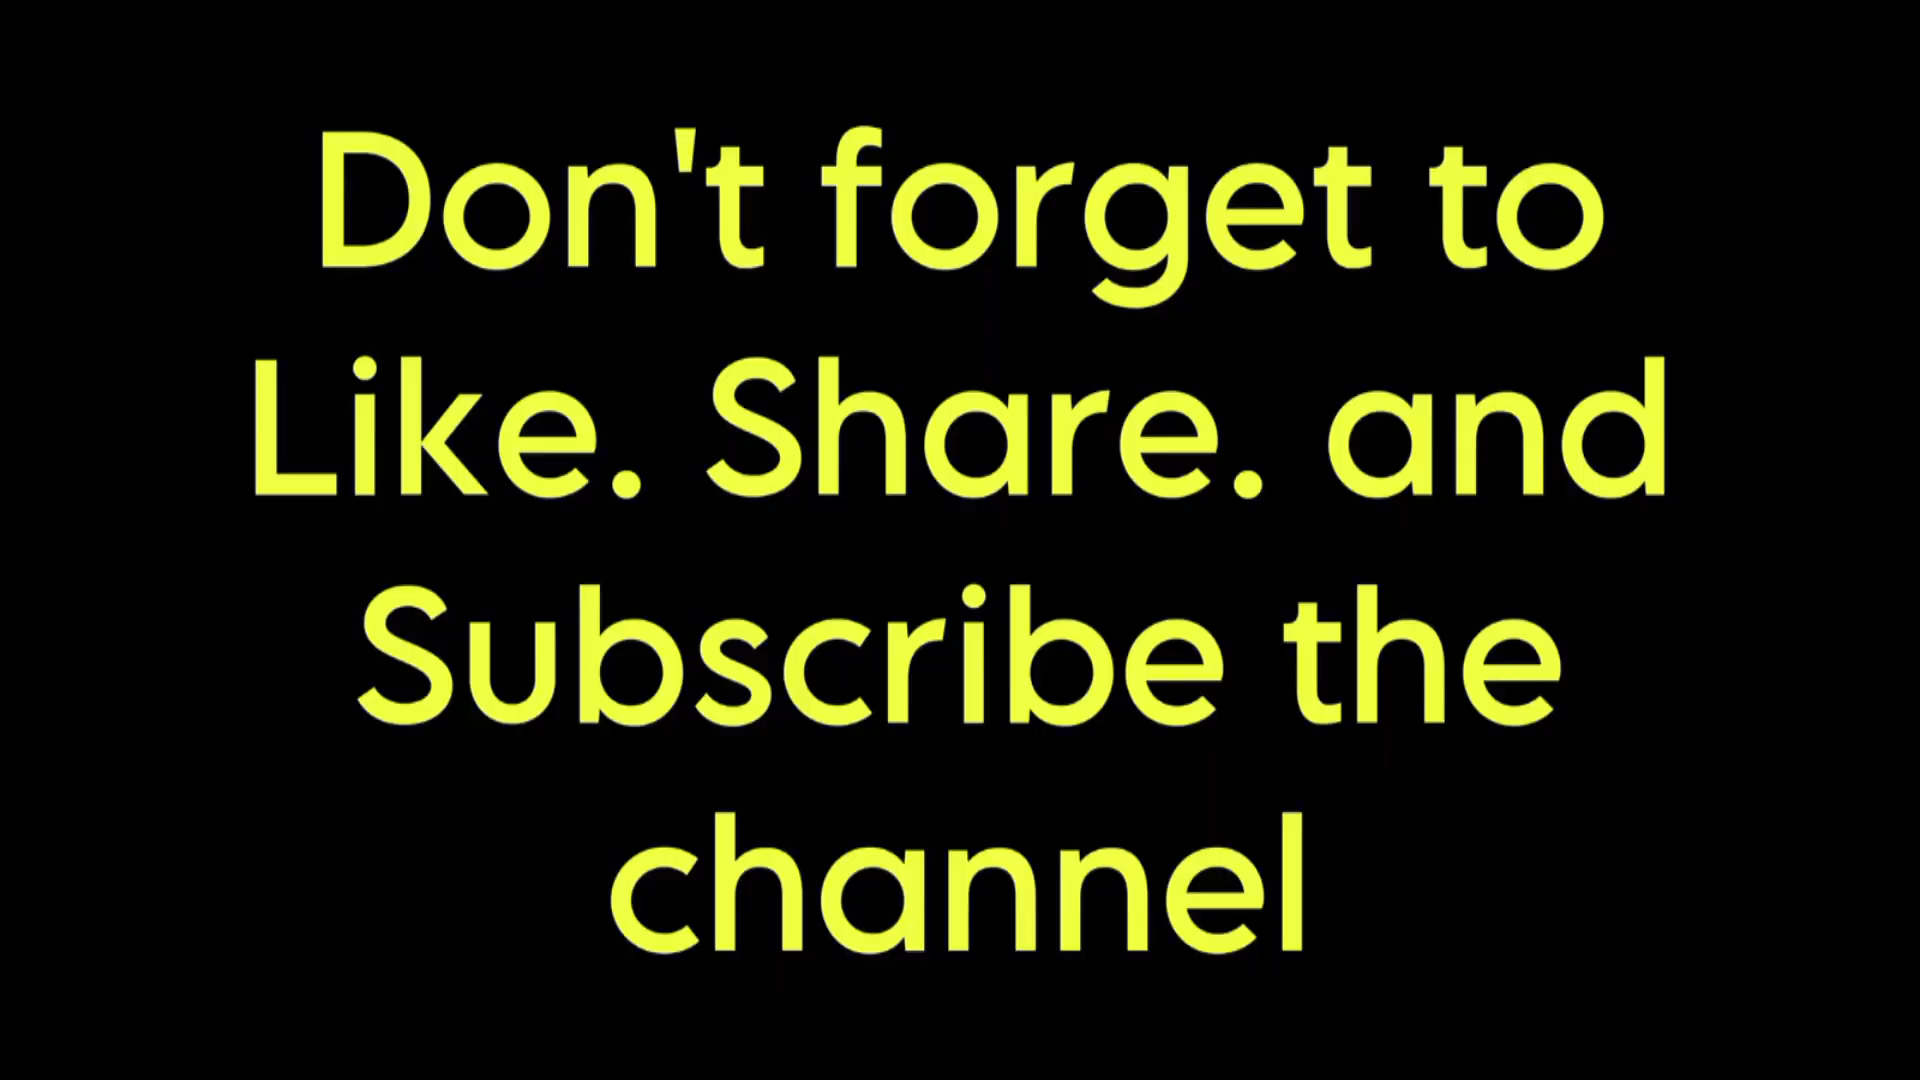 Don't forget to
Like. Share. and
Subscribe the
channel